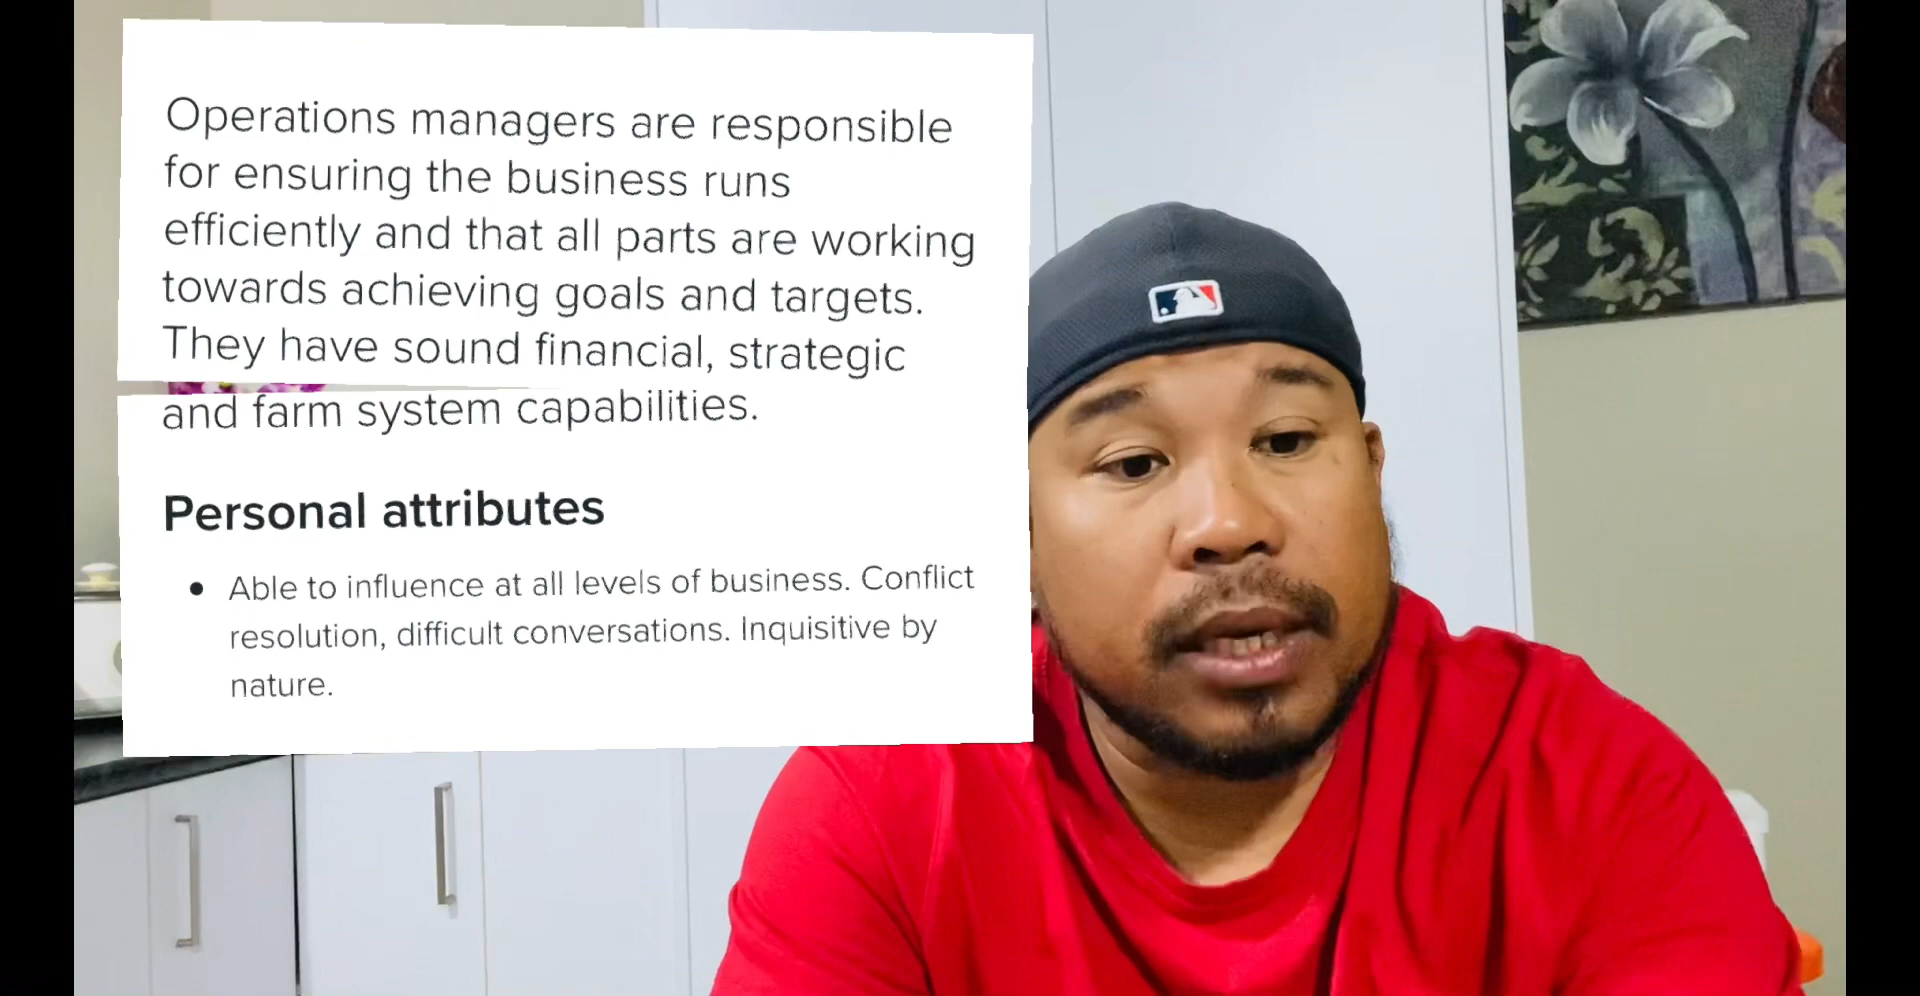 Operations managers are responsible
for ensuring the business runs
efficiently and that all parts are working
towards achieving goals and targets.
They have sound financial, strategic
and farm system capabilities.
Personal attributes
• Able to influence at all levels of business. Conflict
resolution, difficult conversations. Inquisitive by
nature.